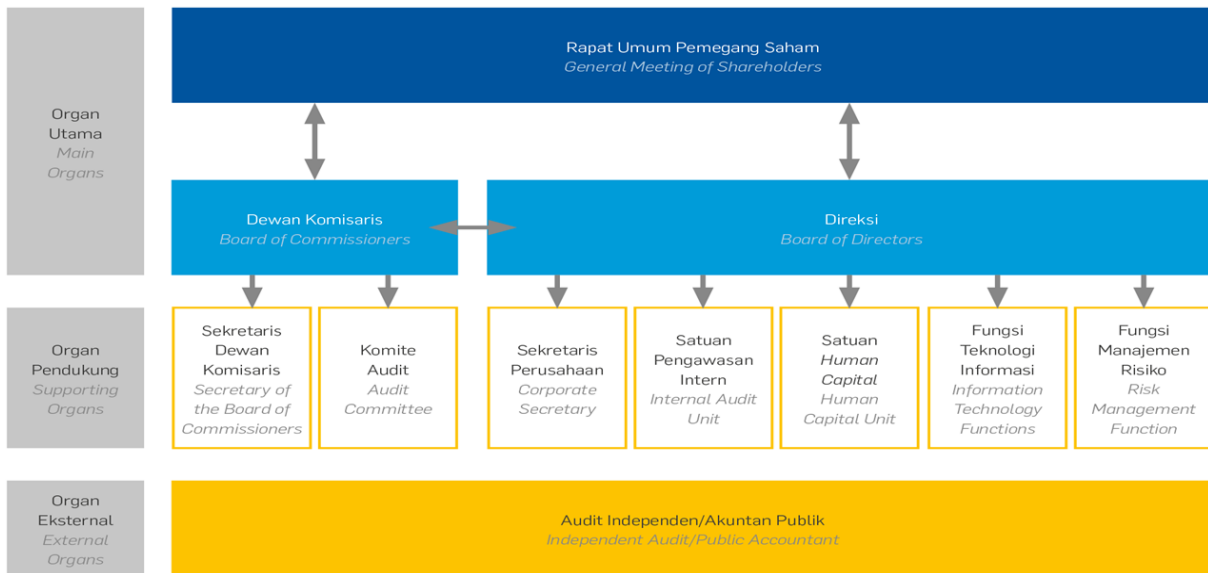 Rapat Umum Pemegang Saham
General Meeting of Shareholders
Organ
Utama
Main
Organs
Dewan Komisaris
Board of Commissioners
Direksi
Board of Directors
Organ
Pendukung
Supporting
Organs
Sekretaris
Dewan
Komisaris
Secretary of
the Board of
Commissioners
Komite
Audit
Audit
Committee
Sekretaris
Perusahaan
Corporate
Secretary
Satuan
Pengawasan
Intern
Internal Audit
Unit
Satuan
Human
Capital
Human
Capital Unit
Fungsi
Teknologi
Informasi
Information
Technology
Functions
Fungsi
Manajemen
Risiko
Risk
Management
Function
Organ
Eksternal
External
Organs
Audit Independen/Akuntan Publik
Independent Audit/Public Accountant